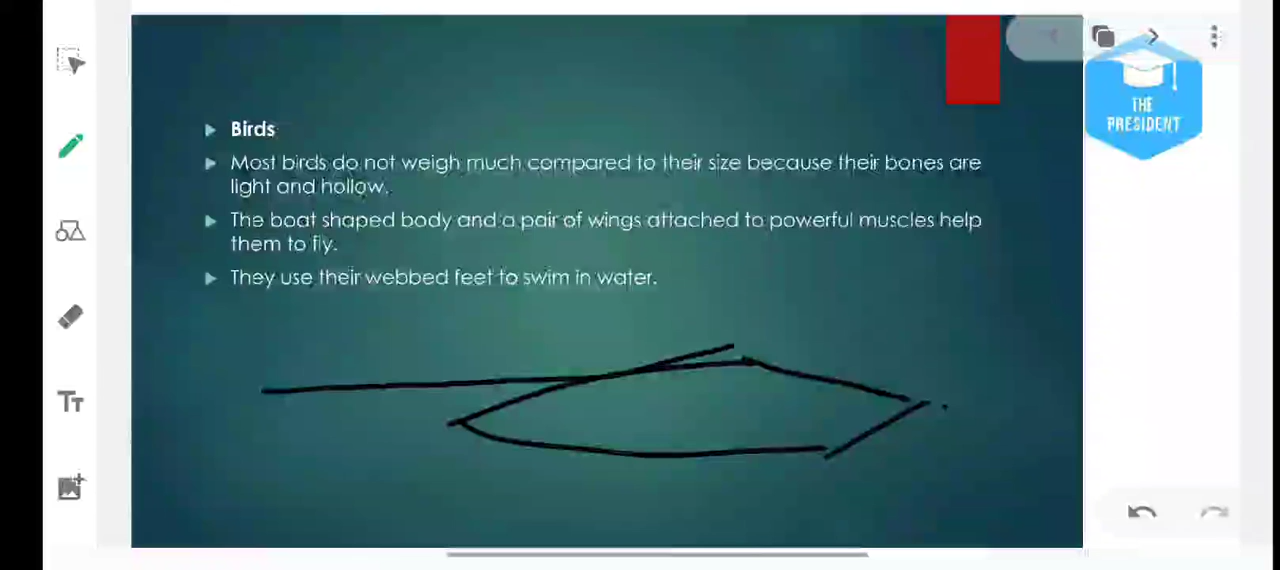 Birds
Most birds do not weigh much compared to their size because their bones are
light and hollow.
The boat shaped body and a pair of wings attached to powerful muscles help
them to fly.
They use their webbed feet to swim in water.
THE
PRESIDENT
TT